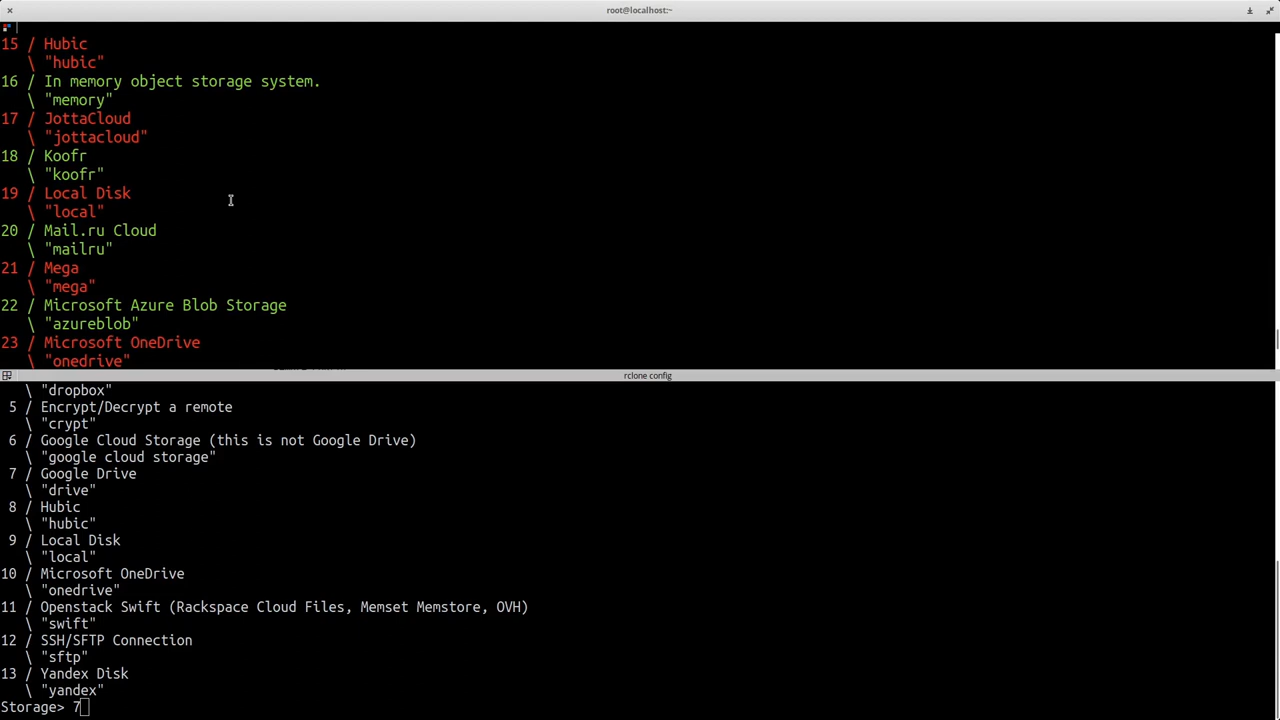 root@localhost:~
15 / Hubic
\ "hubic"
16 / In memory object storage system.
\ "memory"
17 / JottaCloud
\ "jottacloud"
18 / Koofr
\ "koofr"
19 / Local Disk
\ "local"
20 / Mail.ru Cloud
\ "mailru"
21 / Mega
\ "mega"
22 / Microsoft Azure Blob Storage
\ "azureblob"
23 / Microsoft OneDrive
\ "onedrive"
rclone config
\ "dropbox"
5 / Encrypt/Decrypt a remote
\ "crypt"
6 / Google Cloud Storage (this is not Google Drive)
\ "google cloud storage"
7 / Google Drive
\ "drive"
8 / Hubic
\ "hubic"
9 / Local Disk
\ "local"
10 / Microsoft OneDrive
\ "onedrive"
11 / Openstack Swift (Rackspace Cloud Files, Memset Memstore, OVH)
\ "swift"
12 / SSH/SFTP Connection
\ "sftp"
13 / Yandex Disk
\ "yandex"
Storage> 7